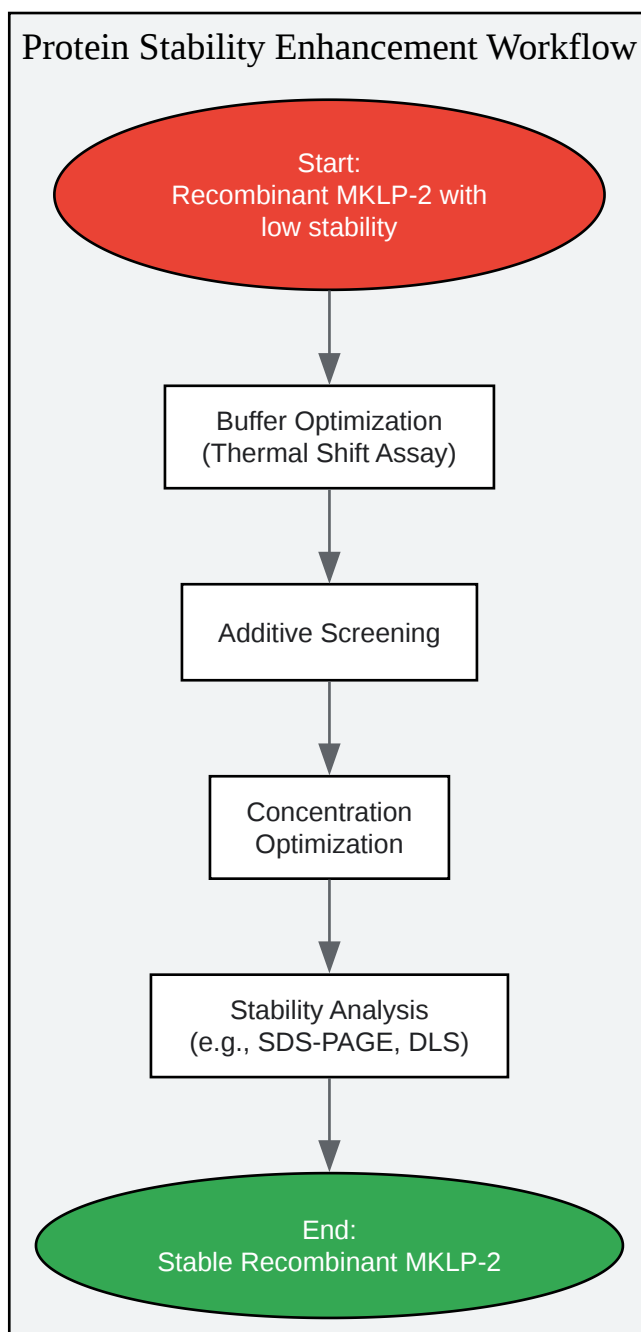 Protein Stability Enhancement Workflow
Start:
Recombinant MKLP-2 with
low stability
Buffer Optimization
(Thermal Shift Assay)
Additive Screening
Concentration
Optimization
Stability Analysis
(e.g., SDS-PAGE, DLS)
End:
Stable Recombinant MKLP-2